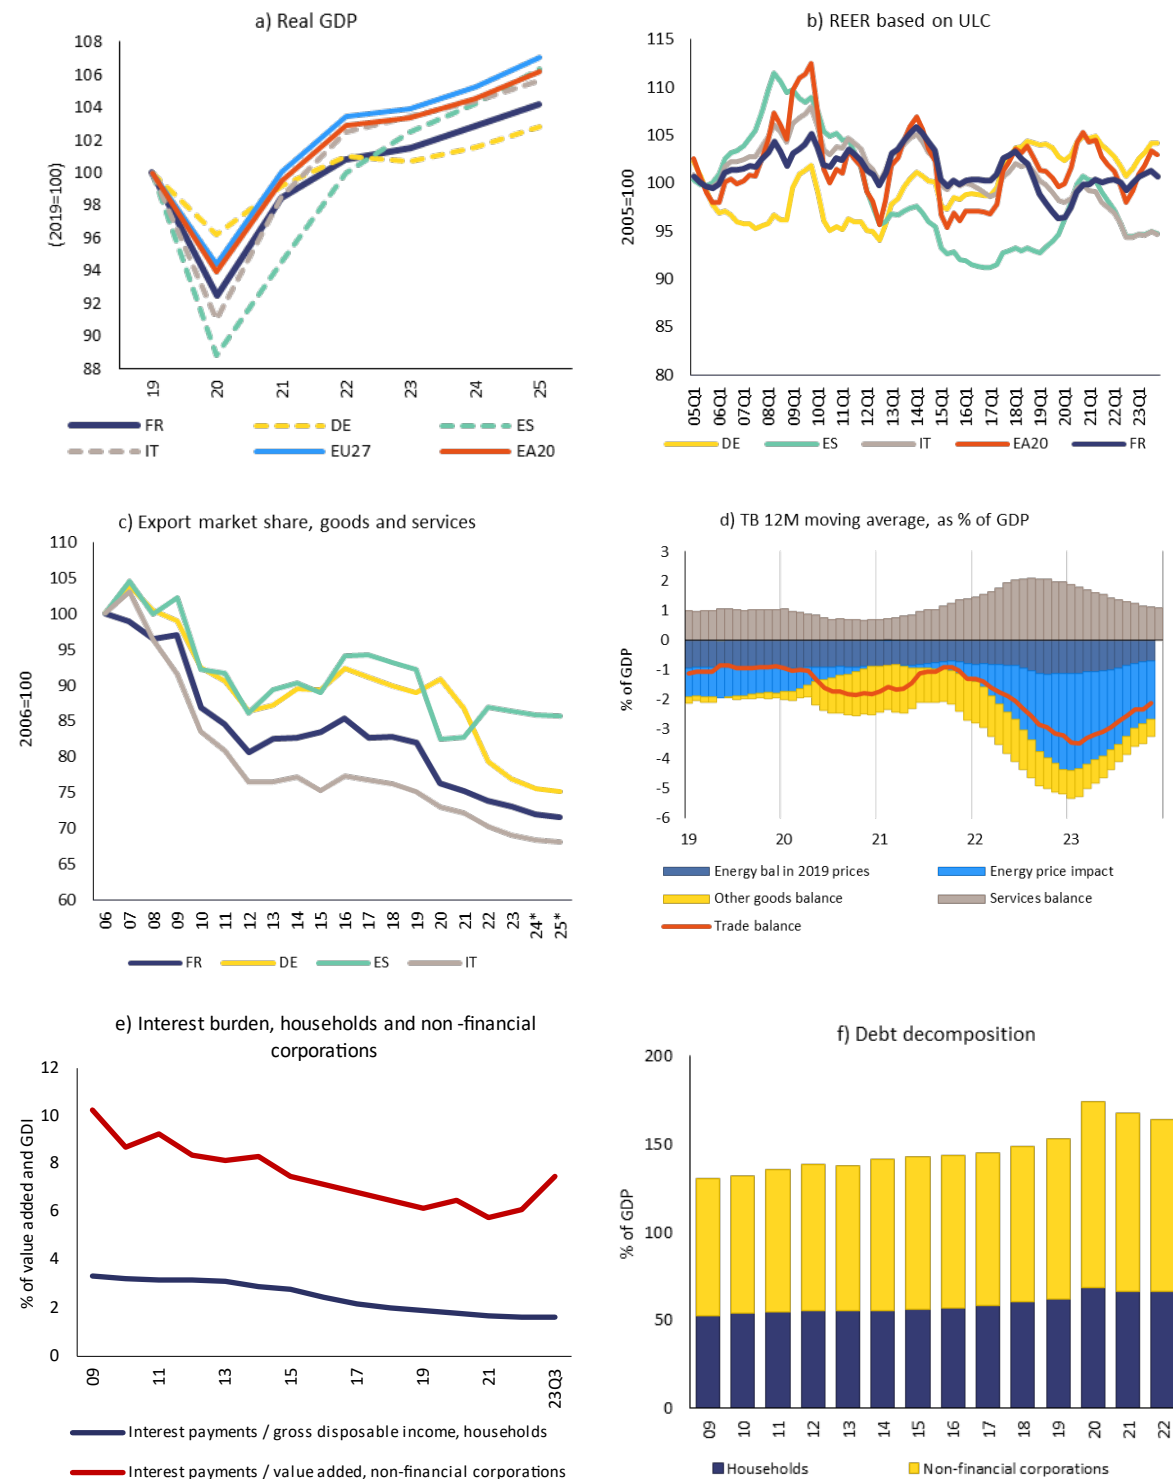 a) Real GDP
(2019=100)
108
106
104
102
100
98
96
94
92
90
88
19 20 21 22 23 24 25
FR DE ES
IT EU27 EA20
b) REER based on ULC
2005=100
115
110
105
100
95
90
85
80
05Q1 06Q1 07Q1 08Q1 09Q1 10Q1 11Q1 12Q1 13Q1 14Q1 15Q1 16Q1 17Q1 18Q1 19Q1 20Q1 21Q1 22Q1 23Q1
DE ES IT EA20 FR
c) Export market share, goods and services
2006=100
110
105
100
95
90
85
80
75
70
65
60
06 07 08 09 10 11 12 13 14 15 16 17 18 19 20 21 22 23 24* 25*
FR DE ES IT
d) TB 12M moving average, as % of GDP
% of GDP
3
2
1
0
-1
-2
-3
-4
-5
-6
19 20 21 22 23
Energy bal in 2019 prices Energy price impact
Other goods balance Services balance
Trade balance
e) Interest burden, households and non -financial
corporations
% of value added and GDI
12
10
8
6
4
2
0
09 11 13 15 17 19 21 23Q3
Interest payments / gross disposable income, households
Interest payments / value added, non-financial corporations
f) Debt decomposition
% of GDP
200
150
100
50
0
09 10 11 12 13 14 15 16 17 18 19 20 21 22
Households Non-financial corporations